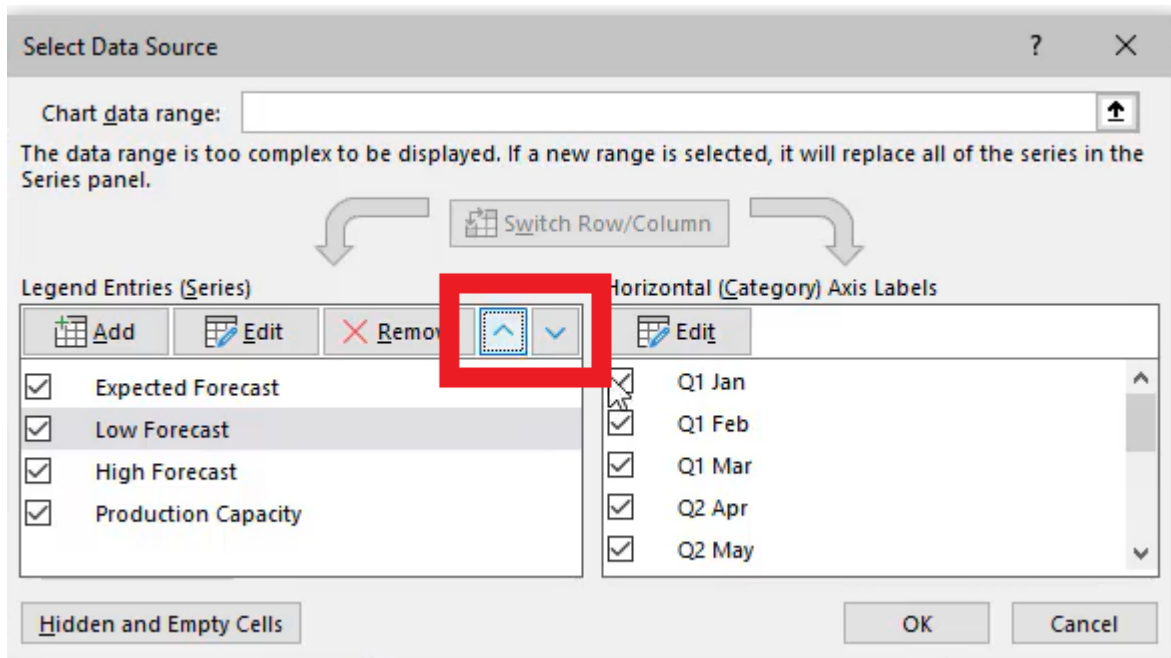 Select Data Source ?
Chart data range:
The data range is too complex to be displayed. If a new range is selected, it will replace all of the series in the
Series panel.
Switch Row/Column
Legend Entries (Series)
Add Edit
Expected Forecast
Low Forecast
High Forecast
Production Capacity
Horizontal (Category) Axis Labels
Edit
Q1 Jan
Q1 Feb
Q1 Mar
Q2 Apr
Q2 May
Hidden and Empty Cells
OK Cancel